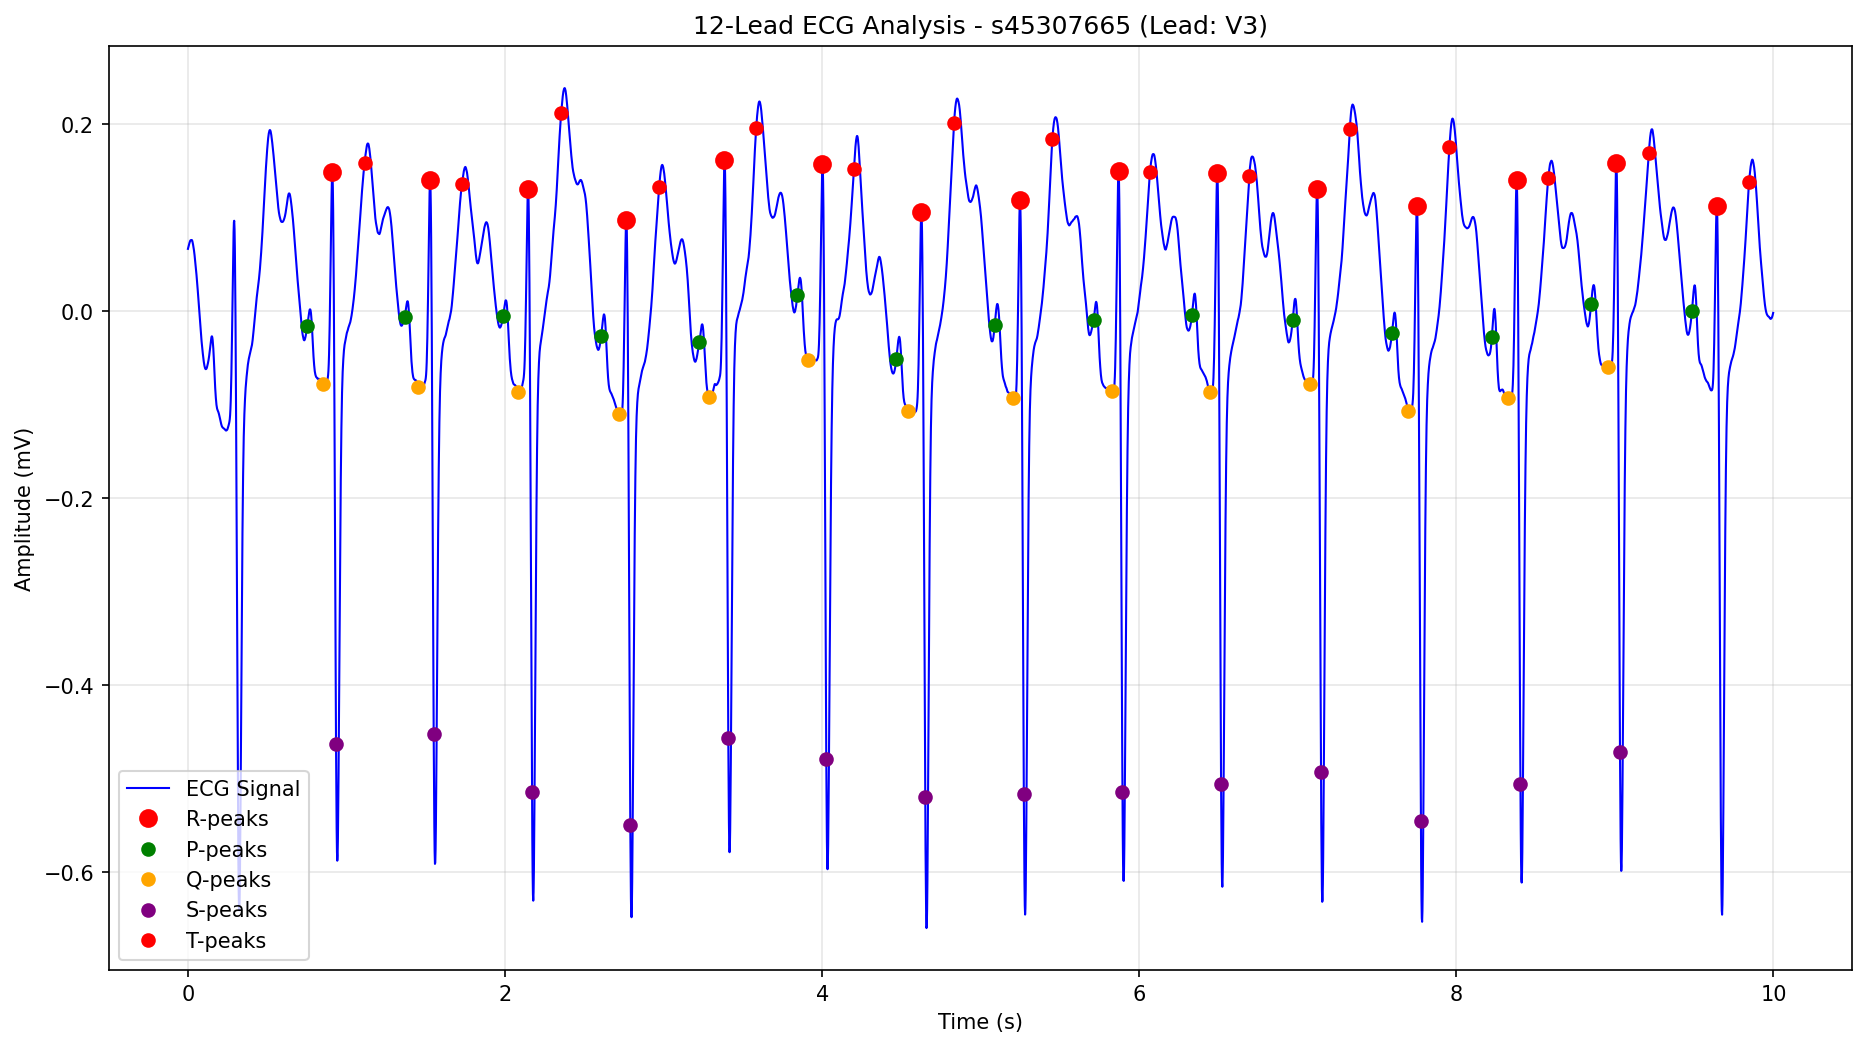 12-Lead ECG Analysis - s45307665 (Lead: V3)
Amplitude (mV)
0.2
0.0
−0.2
−0.4
−0.6
ECG Signal
R-peaks
P-peaks
Q-peaks
S-peaks
T-peaks
0 2 4 6 8 10
Time (s)